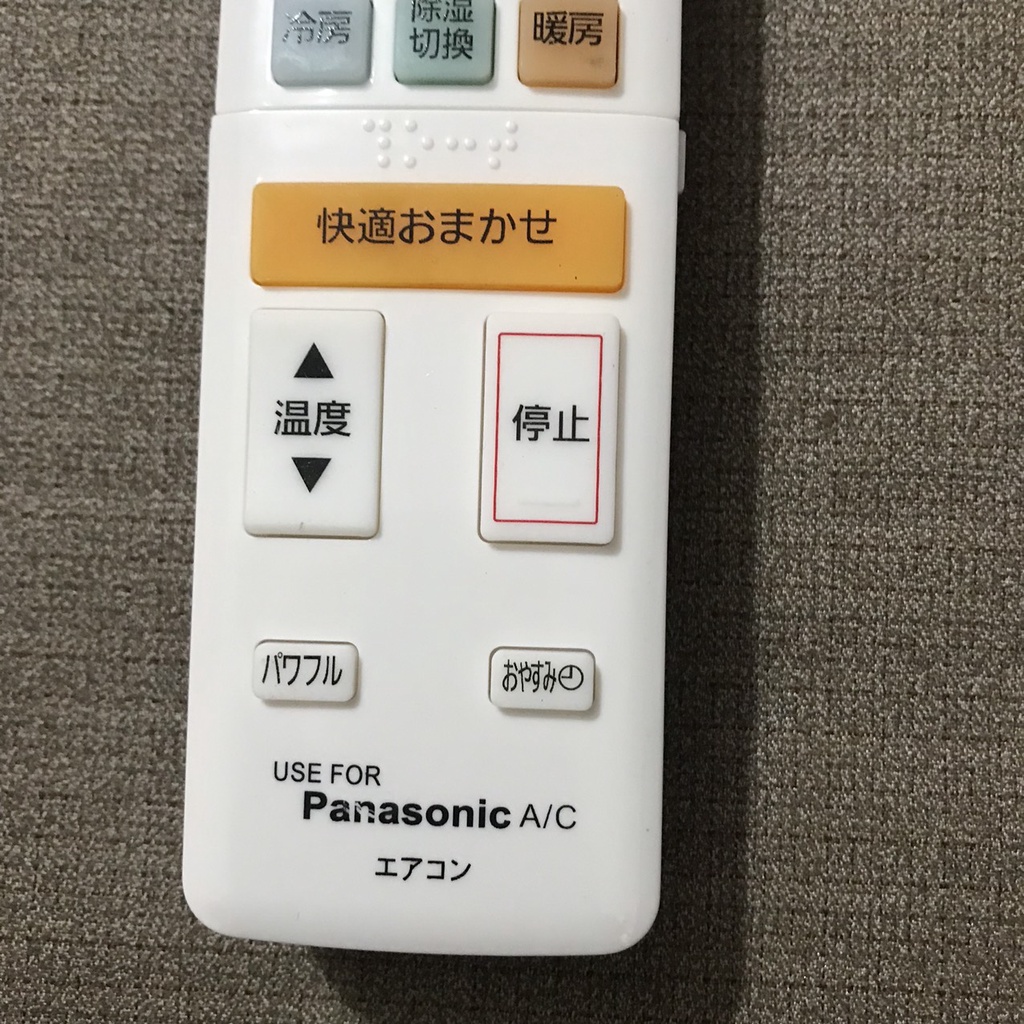 冷房
除湿
切換
暖房
快適おまかせ
温度
停止
パワフル
おやすみ
USE FOR
Panasonic A/C
エアコン